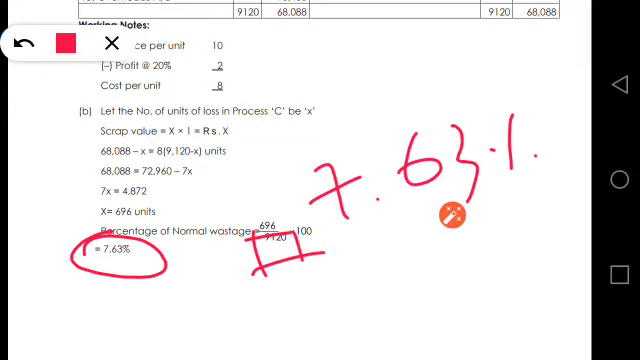 9120 68,088 9120 68,088
Working Notes:
ce per unit 10
(–) Profit @ 20% 2
Cost per unit 8
(b) Let the No. of units of loss in Process ‘C’ be ‘x’
Scrap value = X × 1 = Rs. X
68,088 – x = 8(9,120-x) units
68,088 = 72,960 – 7x
7x = 4,872
X= 696 units
Percentage of Normal wastage = 696/9120 ×100
= 7.63%
7.63%.